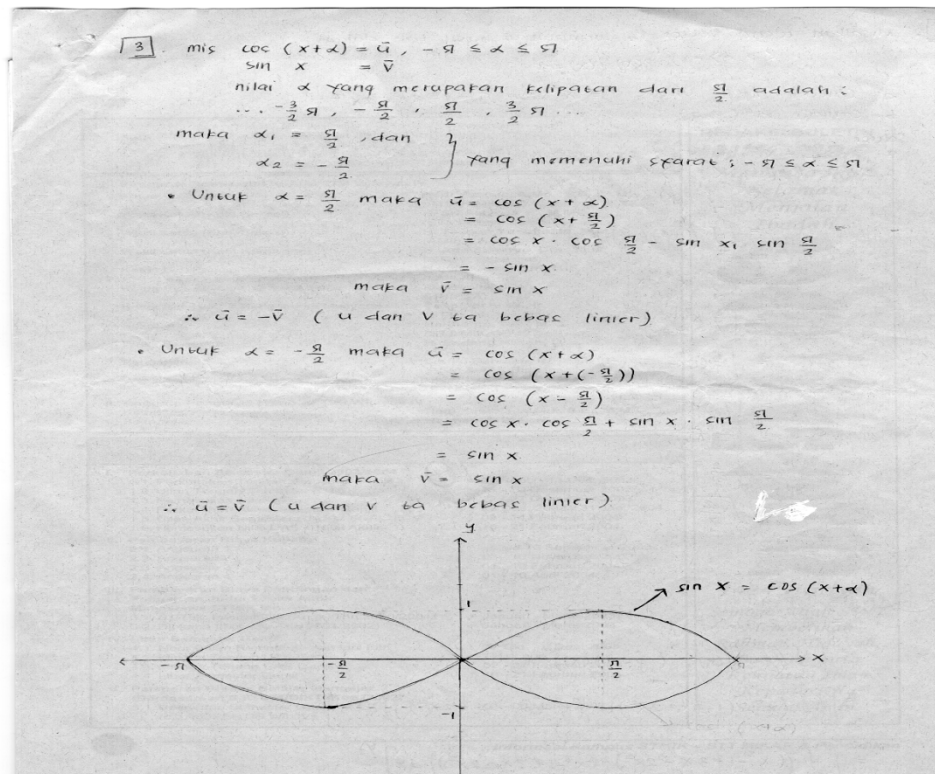 3. mis cos (x+α) = ū, -π ≤ α ≤ π
sin x = v̄
nilai α yang merupakan kelipatan dari π/2 adalah :
... -3/2 π, -π/2, π/2, 3/2 π ...
maka α1 = π/2, dan
α2 = -π/2 } yang memenuhi syarat ; -π ≤ α ≤ π
• Untuk α = π/2 maka ū = cos (x+α)
= cos (x+ π/2)
= cos x · cos π/2 - sin x, sin π/2
= - sin x
maka v̄ = sin x
∴ ū = -v̄ (u dan v ta bebas linier)
• Untuk α = -π/2 maka ū = cos (x+α)
= cos (x+(-π/2))
= cos (x - π/2)
= cos x · cos π/2 + sin x · sin π/2
= sin x
maka v̄ = sin x
∴ ū = v̄ (u dan v ta bebas linier)
y
sin x = cos (x+α)
1
-π -π/2 π/2 π x
-1